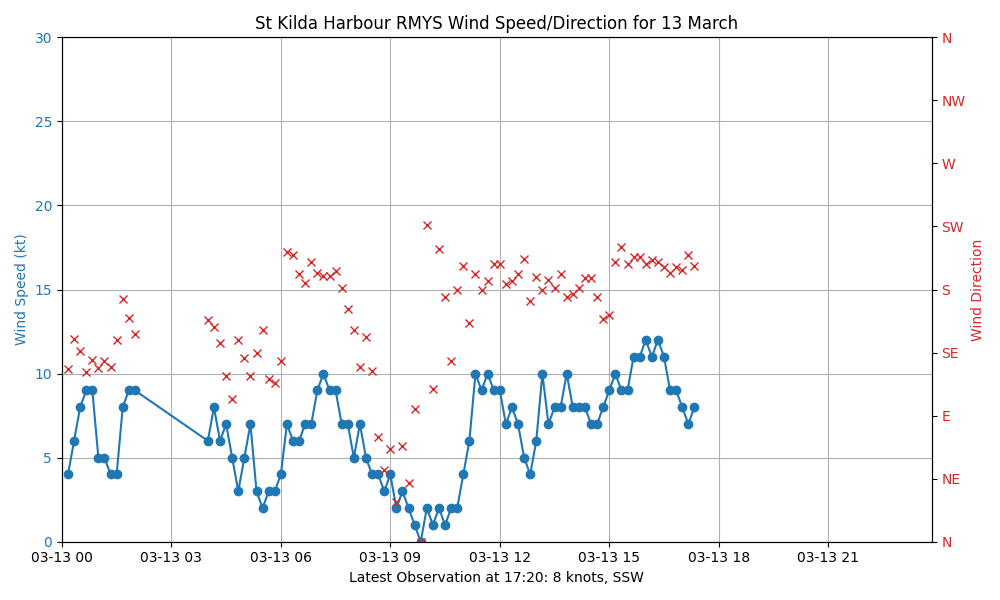 St Kilda Harbour RMYS Wind Speed/Direction for 13 March
30
25
20
15
10
5
0
Wind Speed (kt)
N
NW
W
SW
S
SE
E
NE
N
Wind Direction
03-13 00
03-13 03
03-13 06
03-13 09
03-13 12
03-13 15
03-13 18
03-13 21
Latest Observation at 17:20: 8 knots, SSW